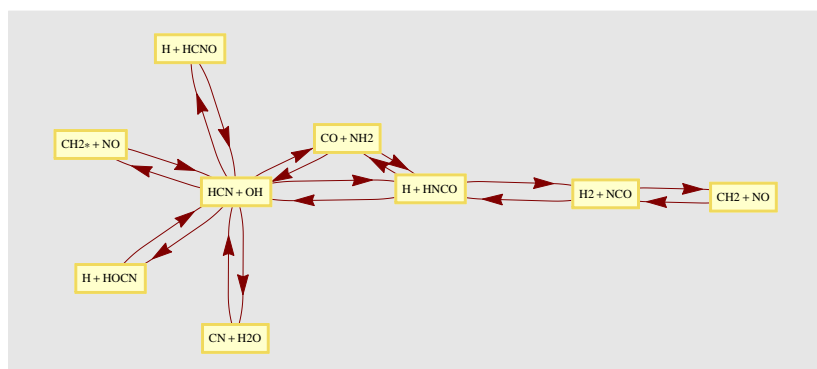 H + HCNO
CH2* + NO
CO + NH2
HCN + OH
H + HNCO
H2 + NCO
CH2 + NO
H + HOCN
CN + H2O